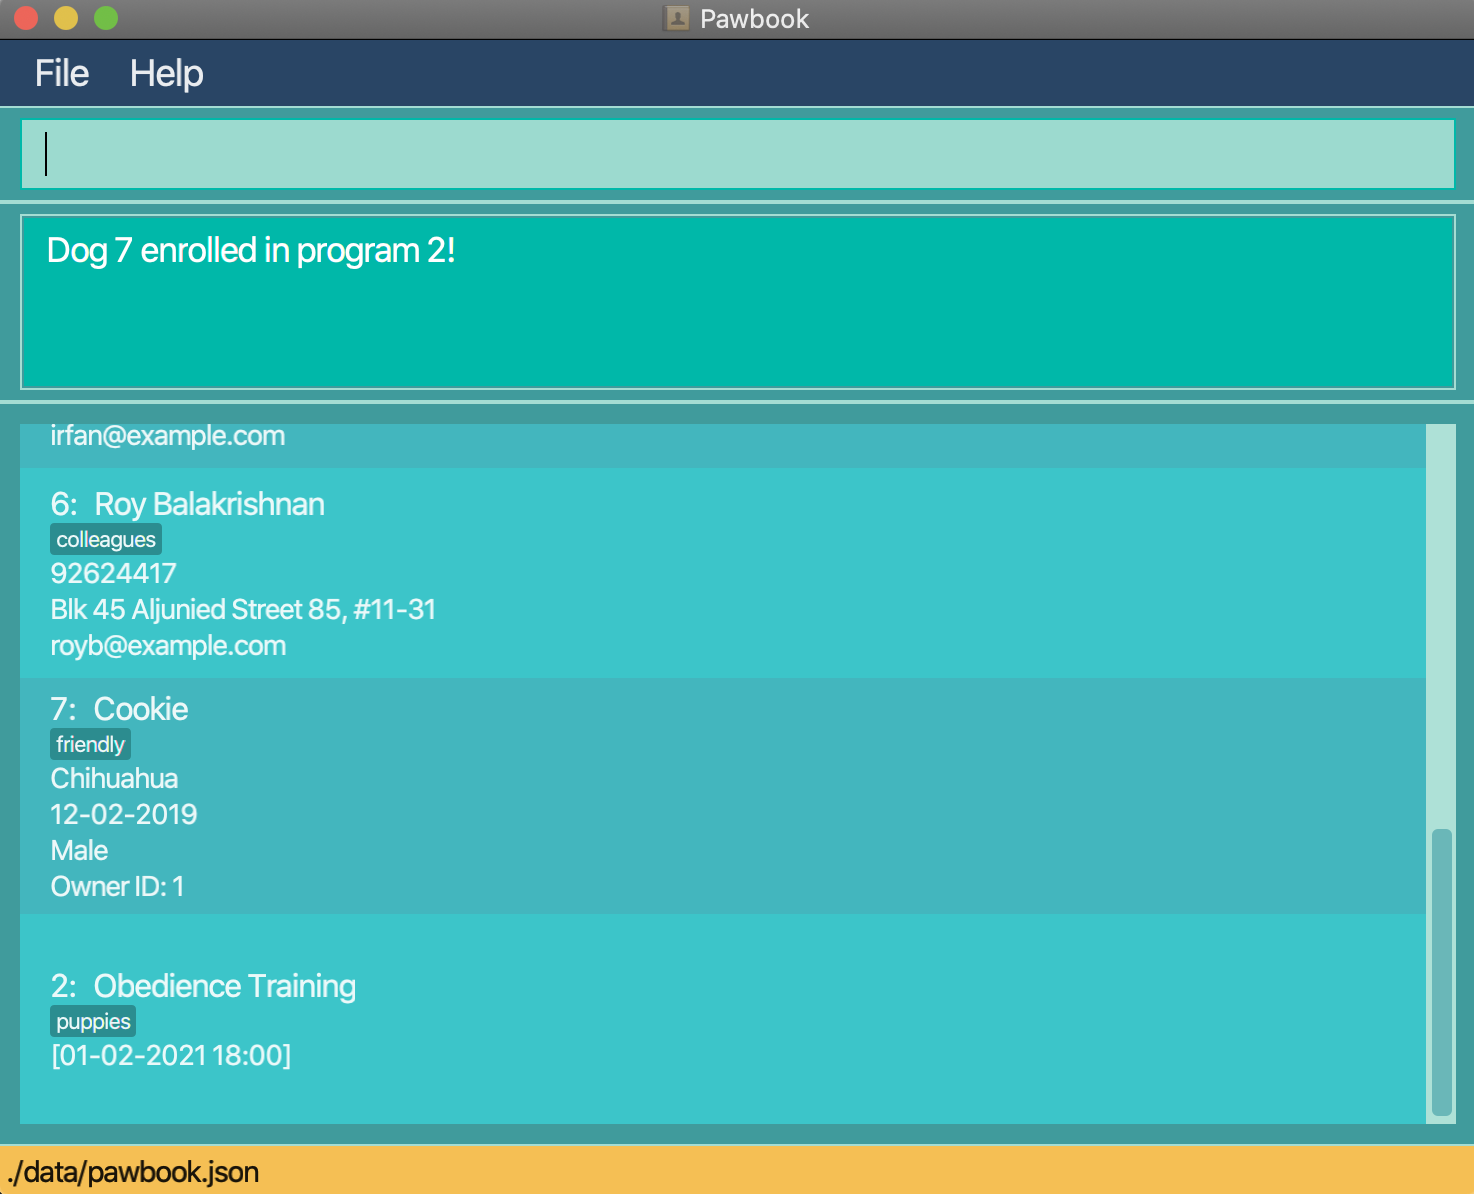 Pawbook
File Help
Dog 7 enrolled in program 2!
irfan@example.com
6: Roy Balakrishnan
colleagues
92624417
Blk 45 Aljunied Street 85, #11-31
royb@example.com
7: Cookie
friendly
Chihuahua
12-02-2019
Male
Owner ID: 1
2: Obedience Training
puppies
[01-02-2021 18:00]
./data/pawbook.json